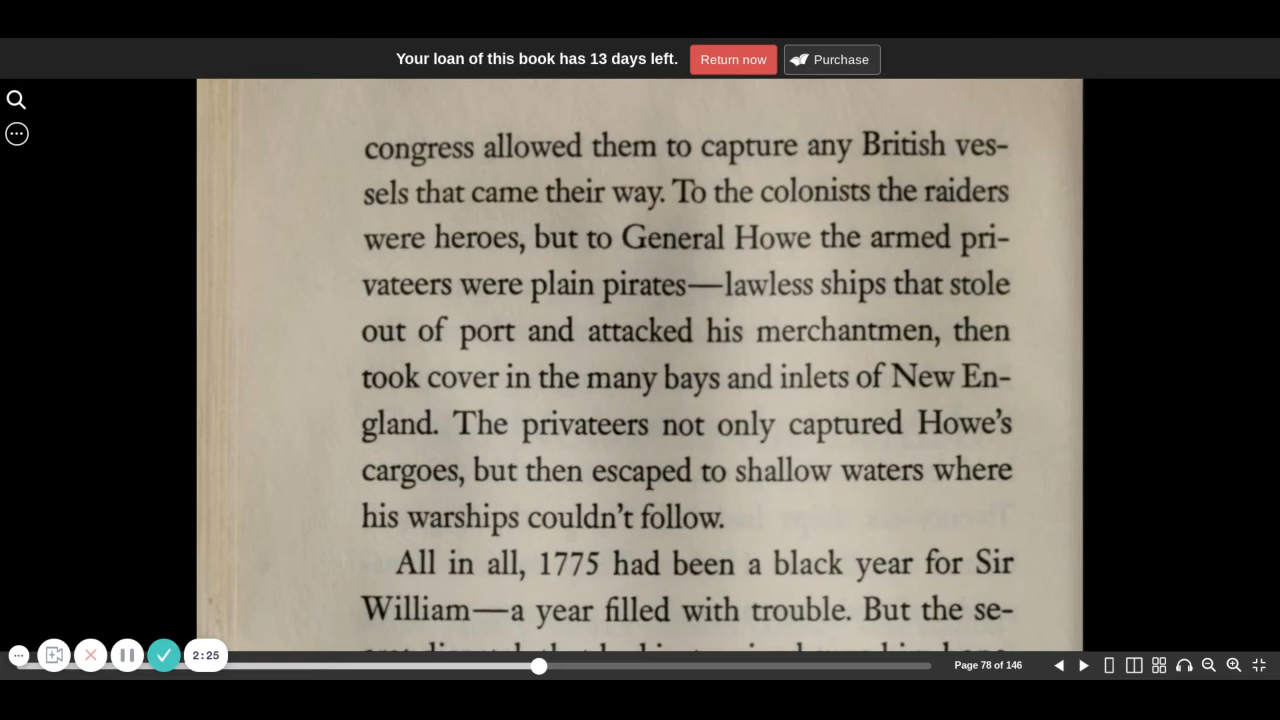 Your loan of this book has 13 days left. Return now Purchase
congress allowed them to capture any British ves-
sels that came their way. To the colonists the raiders
were heroes, but to General Howe the armed pri-
vateers were plain pirates—lawless ships that stole
out of port and attacked his merchantmen, then
took cover in the many bays and inlets of New En-
gland. The privateers not only captured Howe's
cargoes, but then escaped to shallow waters where
his warships couldn't follow.
All in all, 1775 had been a black year for Sir
William—a year filled with trouble. But the se-
2:25
Page 78 of 146